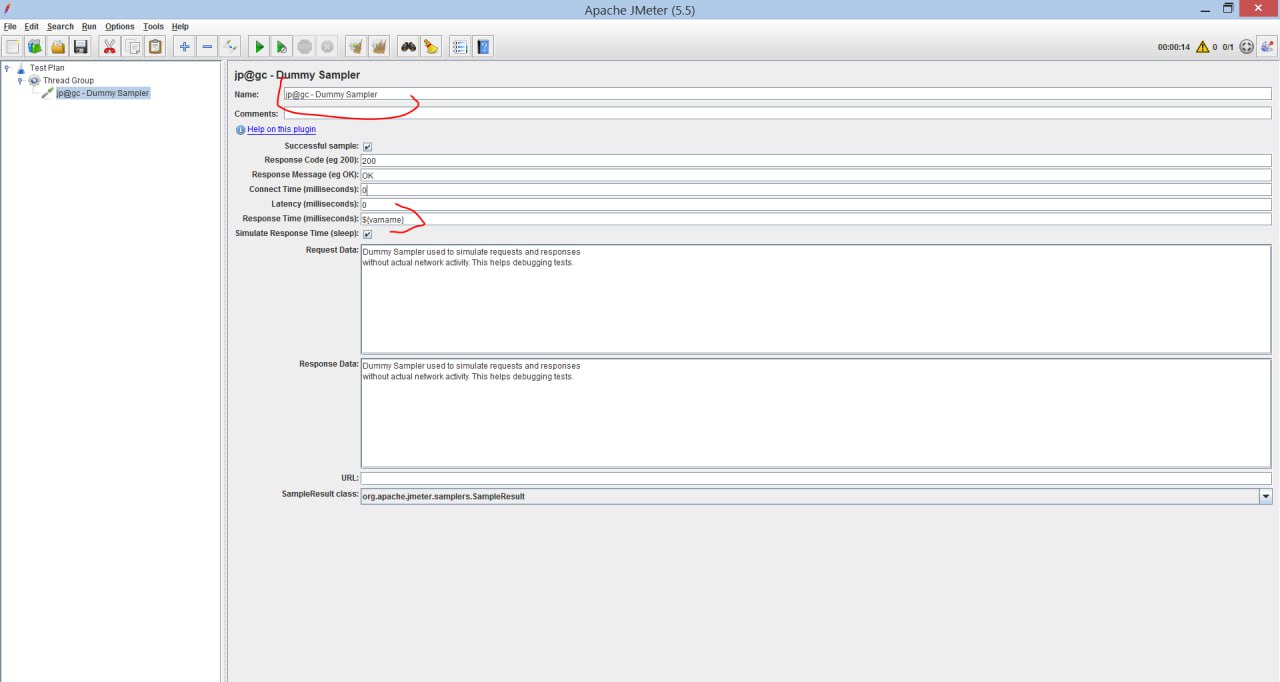 Apache JMeter (5.5)
File Edit Search Run Options Tools Help
00:00:14 0 0/1
Test Plan
Thread Group
jp@gc - Dummy Sampler
jp@gc - Dummy Sampler
Name: jp@gc - Dummy Sampler
Comments:
Help on this plugin
Successful sample:
Response Code (eg 200): 200
Response Message (eg OK): OK
Connect Time (milliseconds): 0
Latency (milliseconds): 0
Response Time (milliseconds): ${varname}
Simulate Response Time (sleep):
Request Data: Dummy Sampler used to simulate requests and responses
without actual network activity. This helps debugging tests.
Response Data: Dummy Sampler used to simulate requests and responses
without actual network activity. This helps debugging tests.
URL:
SampleResult class: org.apache.jmeter.samplers.SampleResult